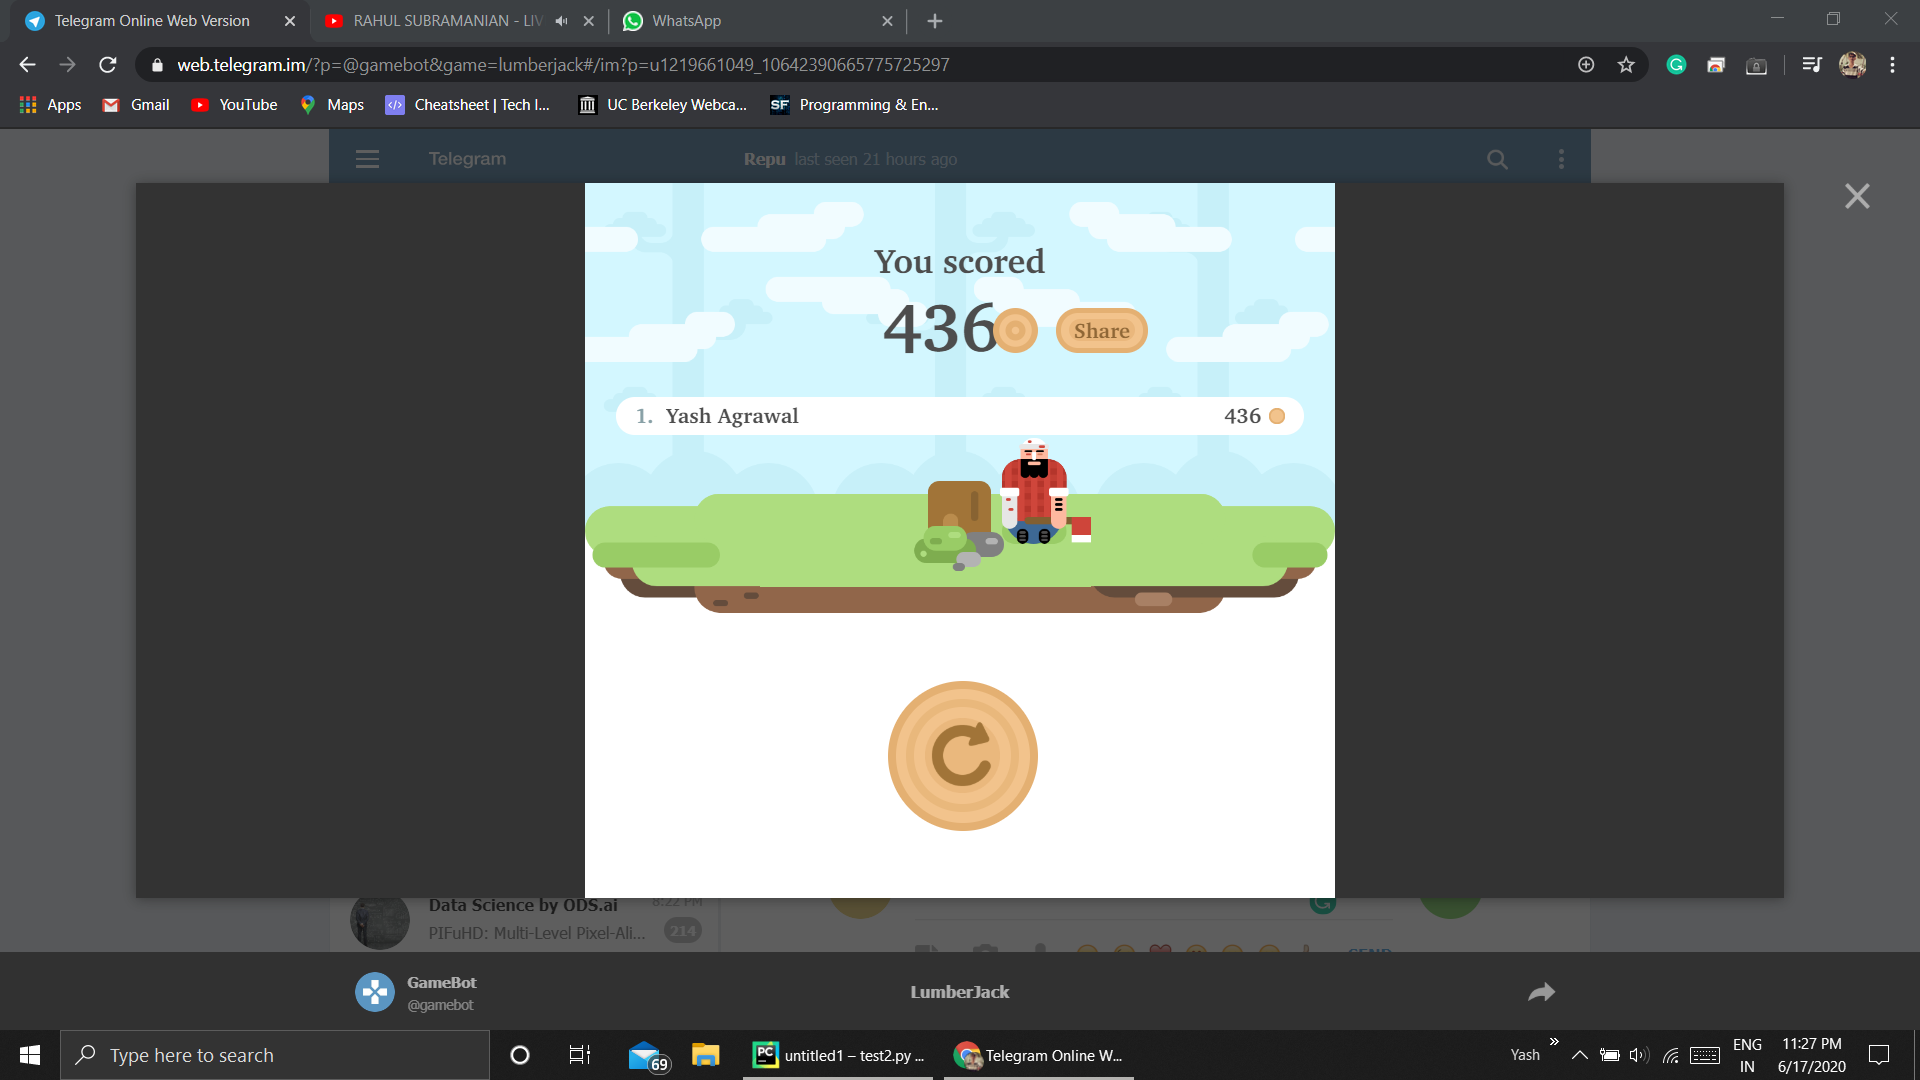 Telegram Online Web Version
RAHUL SUBRAMANIAN - LIV
WhatsApp
web.telegram.im/?p=@gamebot&game=lumberjack#/im?p=u1219661049_10642390665775725297
Apps
Gmail
YouTube
Maps
Cheatsheet | Tech I...
UC Berkeley Webca...
SF
Programming & En...
Telegram
Repu last seen 21 hours ago
You scored
436
Share
1. Yash Agrawal 436
Data Science by ODS.ai 8:22 PM
PIFuHD: Multi-Level Pixel-Ali... 214
SEND
GameBot
@gamebot
LumberJack
Type here to search
69
PC
untitled1 – test2.py ...
Telegram Online W...
Yash
ENG
IN
11:27 PM
6/17/2020